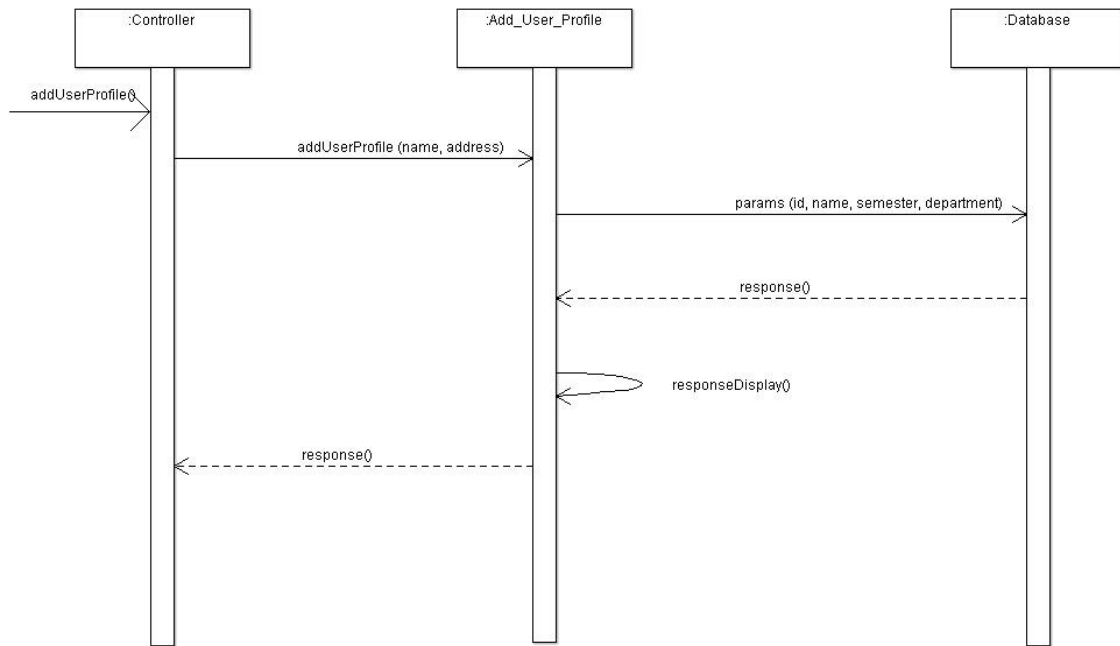 :Controller
:Add_User_Profile
:Database
addUserProfile()
addUserProfile (name, address)
params (id, name, semester, department)
response()
responseDisplay()
response()